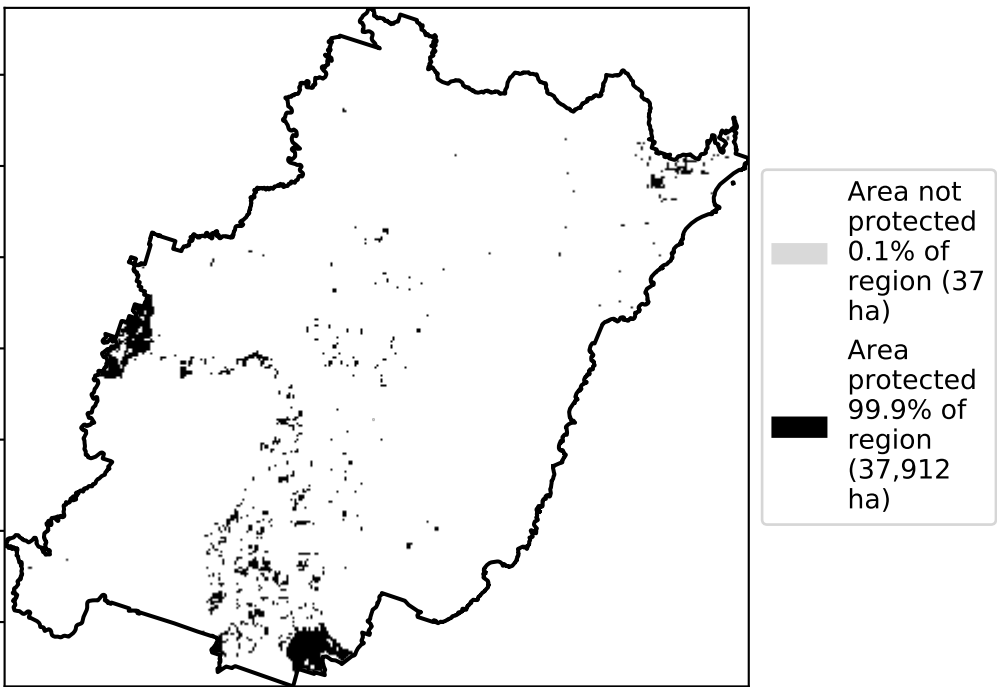 Area not
protected
0.1% of
region (37
ha)
Area
protected
99.9% of
region
(37,912
ha)